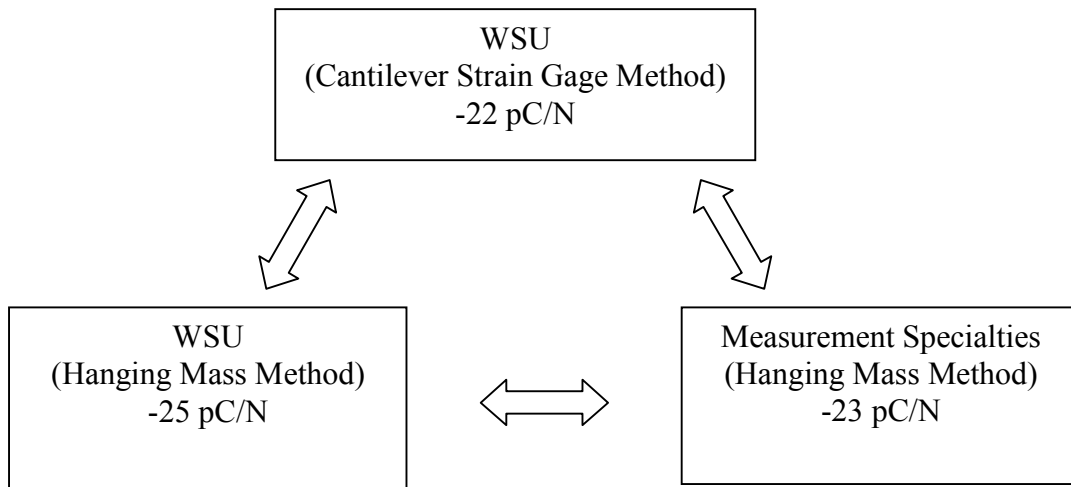 WSU
(Cantilever Strain Gage Method)
-22 pC/N
WSU
(Hanging Mass Method)
-25 pC/N
Measurement Specialties
(Hanging Mass Method)
-23 pC/N